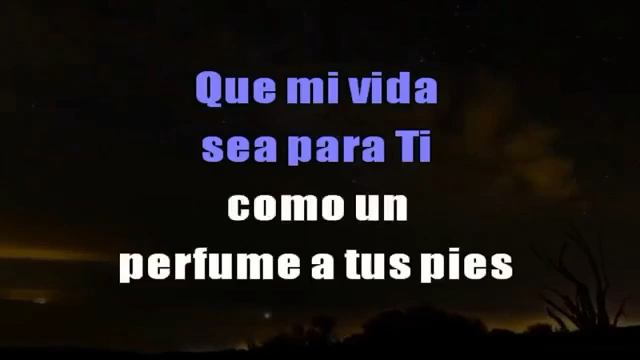 Que mi vida
sea para Ti
como un
perfume a tus pies